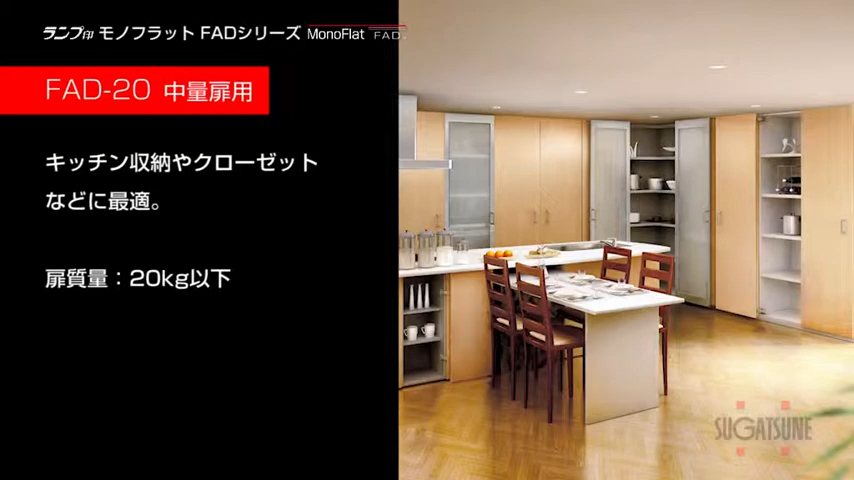 ランプ印 モノフラット FADシリーズ MonoFlat FAD
FAD-20 中量扉用
キッチン収納やクローゼット
などに最適。
扉質量：20kg以下
SUGATSUNE